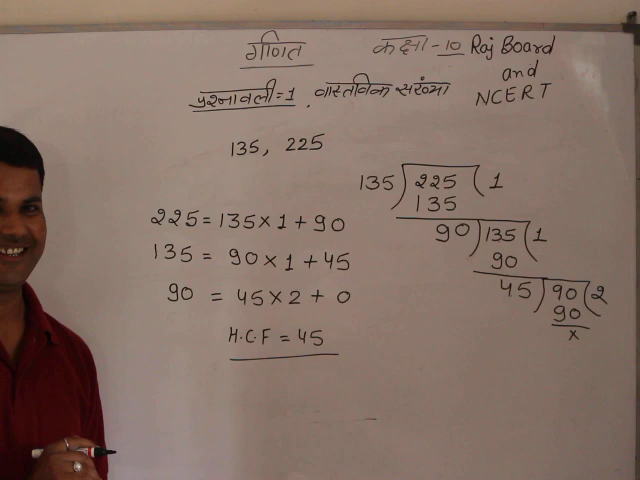 गणित
कक्षा-10 Raj Board
and
NCERT
प्रश्नावली=1, वास्तविक सरंख्या
135, 225
225=135×1+90
135= 90×1+45
90 = 45×2+0
H.C.F = 45
135)225(1
135
90)135(1
90
45)90(2
90
×